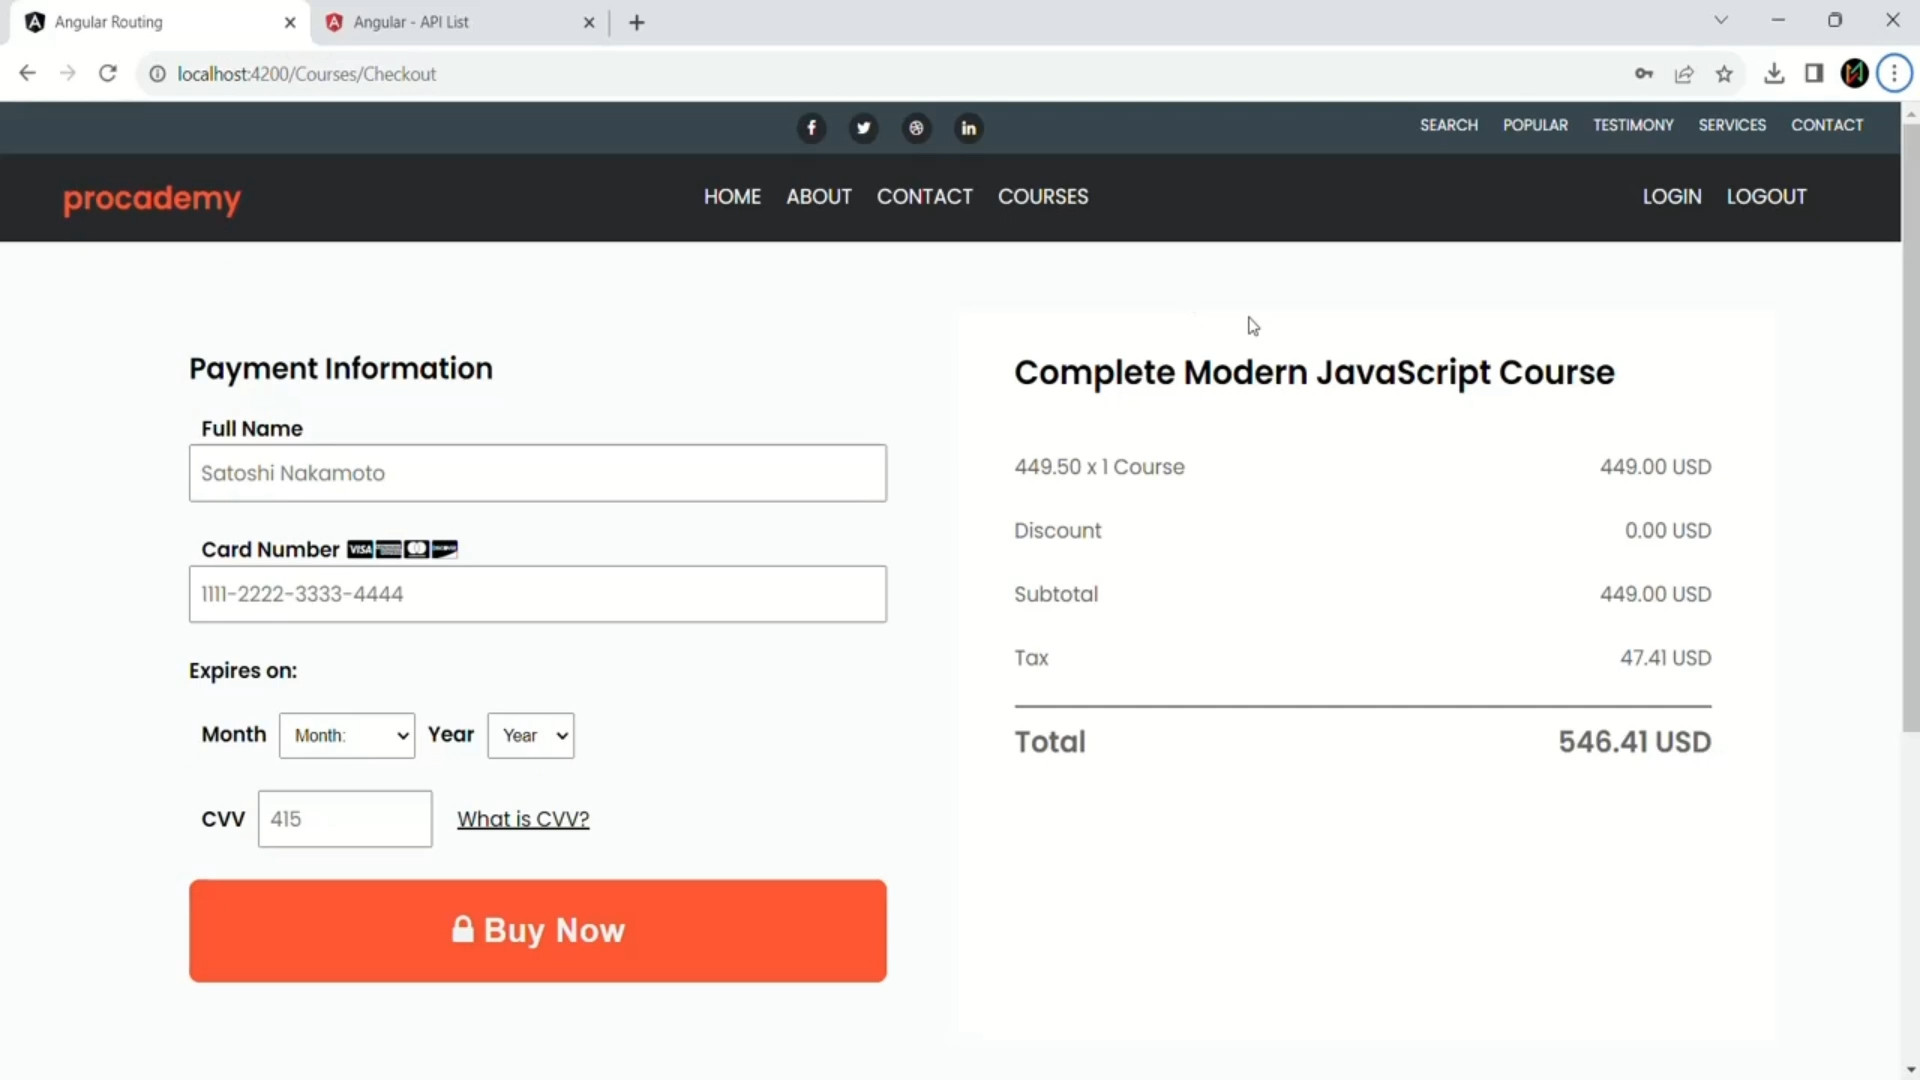 Angular Routing
Angular - API List
localhost:4200/Courses/Checkout
SEARCH POPULAR TESTIMONY SERVICES CONTACT
procademy
HOME ABOUT CONTACT COURSES
LOGIN LOGOUT
Payment Information
Full Name
Satoshi Nakamoto
Card Number VISA
1111-2222-3333-4444
Expires on:
Month Month: Year Year
CVV 415 What is CVV?
Buy Now
Complete Modern JavaScript Course
449.50 x 1 Course 449.00 USD
Discount 0.00 USD
Subtotal 449.00 USD
Tax 47.41 USD
Total 546.41 USD